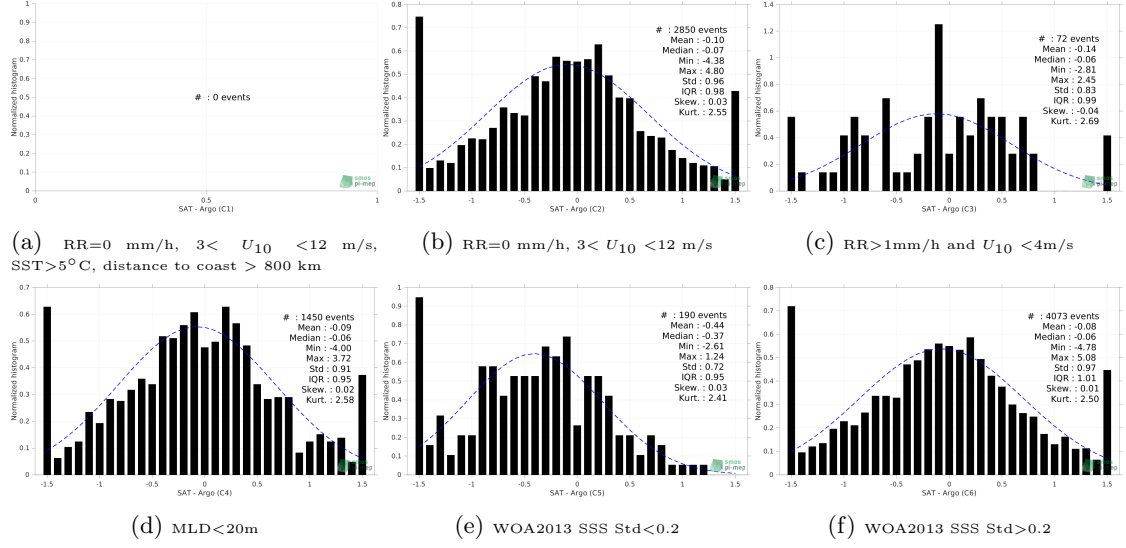 1
0.9
0.8
0.7
0.6
0.5
0.4
0.3
0.2
0.1
0
Normalized histogram
# : 0 events
smos
pi-mep
0 0.5 1
SAT - Argo (C1)
0.8
0.7
0.6
0.5
0.4
0.3
0.2
0.1
0
Normalized histogram
# : 2850 events
Mean : -0.10
Median : -0.07
Min : -4.38
Max : 4.80
Std : 0.96
IQR : 0.98
Skew. : 0.03
Kurt. : 2.55
smos
pi-mep
-1.5 -1 -0.5 0 0.5 1 1.5
SAT - Argo (C2)
1.4
1.2
1
0.8
0.6
0.4
0.2
0
Normalized histogram
# : 72 events
Mean : -0.14
Median : -0.06
Min : -2.81
Max : 2.45
Std : 0.83
IQR : 0.99
Skew. : -0.04
Kurt. : 2.69
smos
pi-mep
-1.5 -1 -0.5 0 0.5 1 1.5
SAT - Argo (C3)
(a) RR=0 mm/h, 3< U10 <12 m/s,
SST>5°C, distance to coast > 800 km
(b) RR=0 mm/h, 3< U10 <12 m/s
(c) RR>1mm/h and U10 <4m/s
0.7
0.6
0.5
0.4
0.3
0.2
0.1
0
Normalized histogram
# : 1450 events
Mean : -0.09
Median : -0.06
Min : -4.00
Max : 3.72
Std : 0.91
IQR : 0.95
Skew. : 0.02
Kurt. : 2.58
smos
pi-mep
-1.5 -1 -0.5 0 0.5 1 1.5
SAT - Argo (C4)
1
0.9
0.8
0.7
0.6
0.5
0.4
0.3
0.2
0.1
0
Normalized histogram
# : 190 events
Mean : -0.44
Median : -0.37
Min : -2.61
Max : 1.24
Std : 0.72
IQR : 0.95
Skew. : 0.03
Kurt. : 2.41
smos
pi-mep
-1.5 -1 -0.5 0 0.5 1 1.5
SAT - Argo (C5)
0.8
0.7
0.6
0.5
0.4
0.3
0.2
0.1
0
Normalized histogram
# : 4073 events
Mean : -0.08
Median : -0.06
Min : -4.78
Max : 5.08
Std : 0.97
IQR : 1.01
Skew. : 0.01
Kurt. : 2.50
smos
pi-mep
-1.5 -1 -0.5 0 0.5 1 1.5
SAT - Argo (C6)
(d) MLD<20m
(e) WOA2013 SSS Std<0.2
(f) WOA2013 SSS Std>0.2